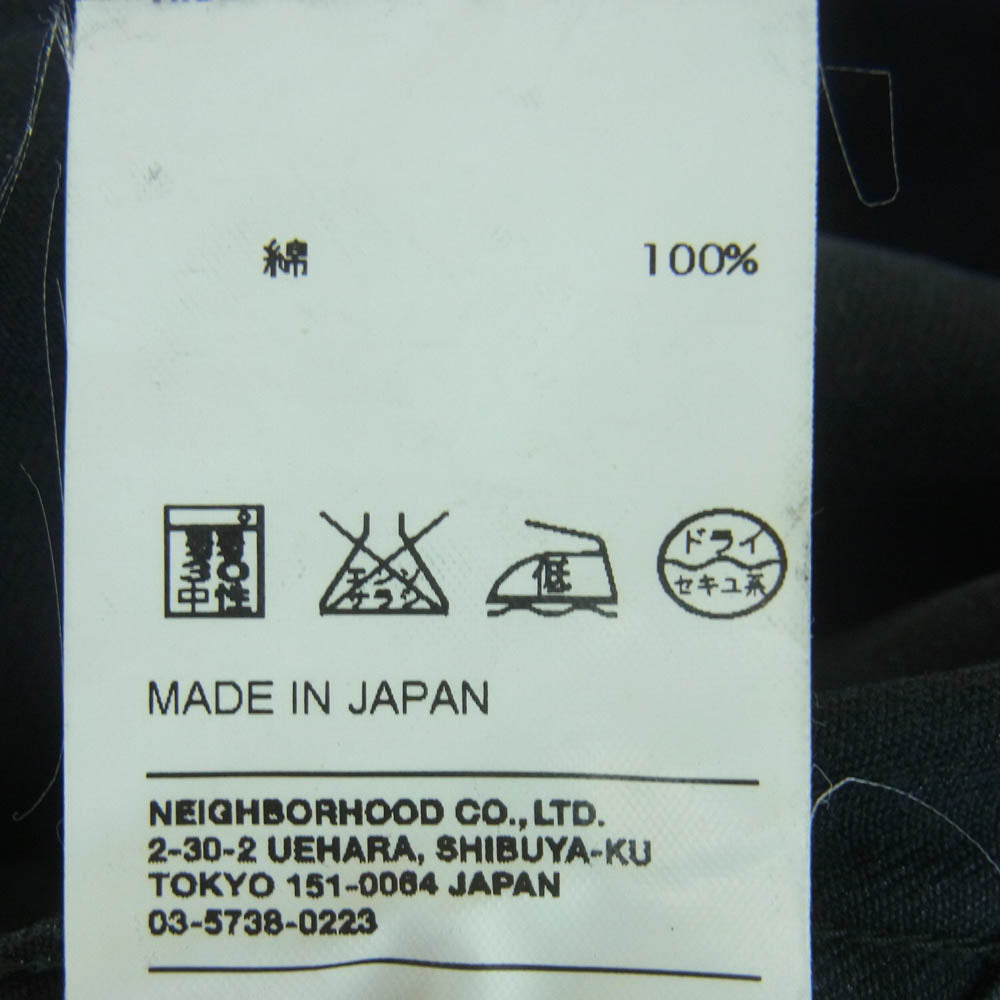 綿 100%
中性
エンソ
サラシ
低
ドライ
セキユ系
MADE IN JAPAN
NEIGHBORHOOD CO., LTD.
2-30-2 UEHARA, SHIBUYA-KU
TOKYO 151-0064 JAPAN
03-5738-0223